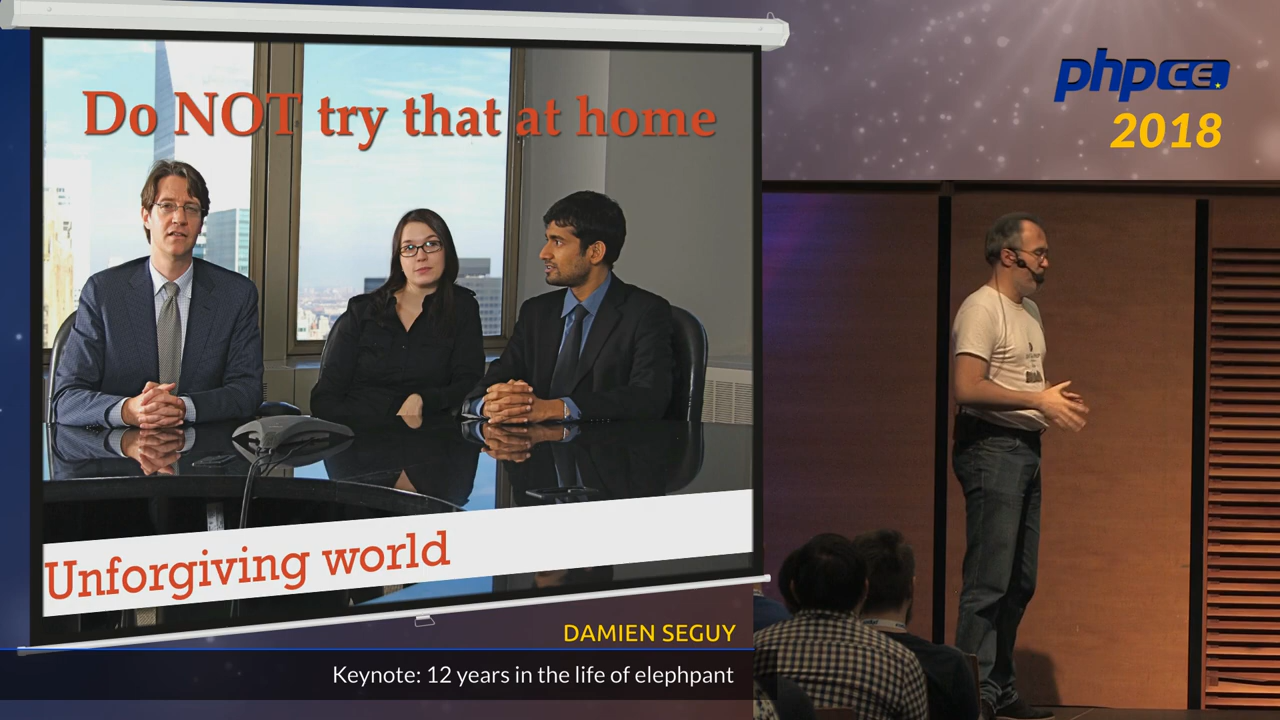 Do NOT try that at home
Unforgiving world
phpce.
2018
DAMIEN SEGUY
Keynote: 12 years in the life of elephpant